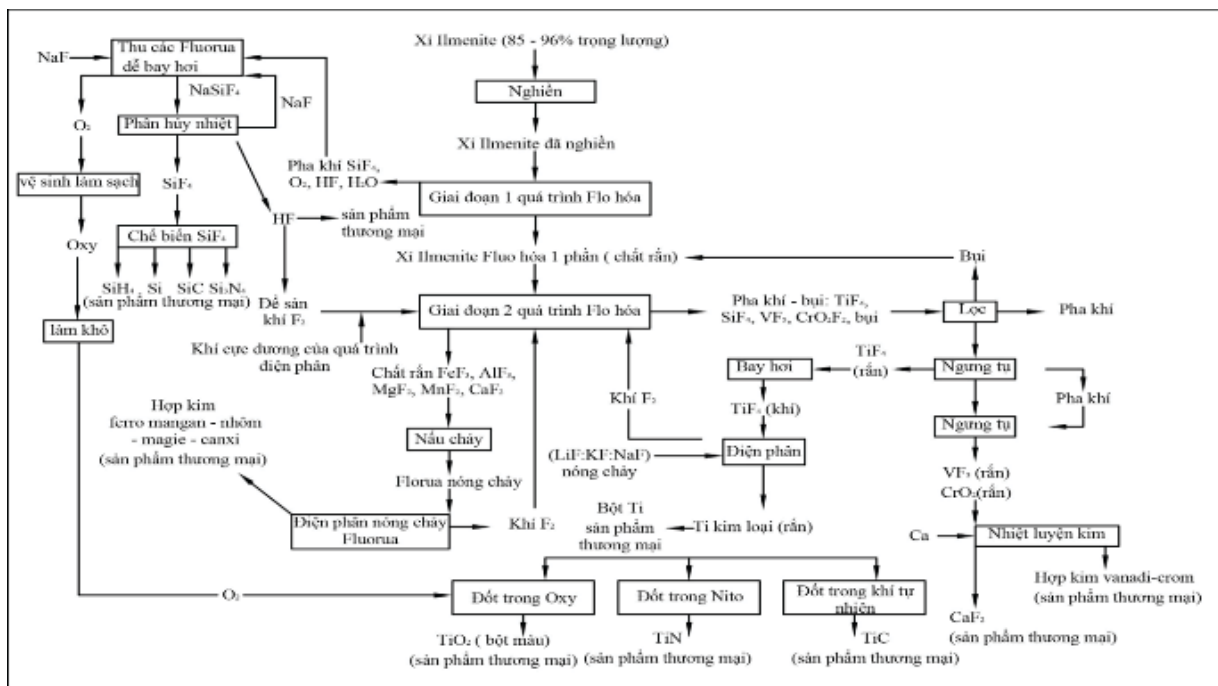 Xỉ Ilmenite (85 - 96% trọng lượng)
NaF
Thu các Fluorua
dễ bay hơi
NaSiF₄
NaF
O₂
Phân hủy nhiệt
Nghiền
Xỉ Ilmenite đã nghiền
Pha khí SiF₄,
O₂, HF, H₂O
vệ sinh làm sạch
SiF₄
Giai đoạn 1 quá trình Flo hóa
HF
sản phẩm
thương mại
Oxy
Chế biến SiF₄
Xỉ Ilmenite Fluo hóa 1 phần ( chất rắn)
Bụi
SiH₄ Si SiC Si₃N₄
(sản phẩm thương mại)
Để sản
khí F₂
Giai đoạn 2 quá trình Flo hóa
Pha khí - bụi: TiF₄,
SiF₄, VF₅, CrO₂F₂, bụi
Lọc
Pha khí
làm khô
Khí cực dương của quá trình
điện phân
Chất rắn FeF₃, AlF₃,
MgF₂, MnF₂, CaF₂
Khí F₂
Bay hơi
TiF₄
(rắn)
Ngưng tụ
Pha khí
TiF₄ (khí)
Ngưng tụ
Hợp kim
ferro mangan - nhôm
- magie - canxi
(sản phẩm thương mại)
Nấu chảy
(LiF:KF:NaF)
nóng chảy
Điện phân
VF₅ (rắn)
CrO₂(rắn)
Florua nóng chảy
Điện phân nóng chảy
Fluorua
Khí F₂
Bột Ti
sản phẩm
thương mại
Ti kim loại (rắn)
Ca
Nhiệt luyện kim
Hợp kim vanadi-crom
(sản phẩm thương mại)
O₂
Đốt trong Oxy
Đốt trong Nito
Đốt trong khí tự
nhiên
CaF₂
(sản phẩm thương mại)
TiO₂ ( bột màu)
(sản phẩm thương mại)
TiN
(sản phẩm thương mại)
TiC
(sản phẩm thương mại)